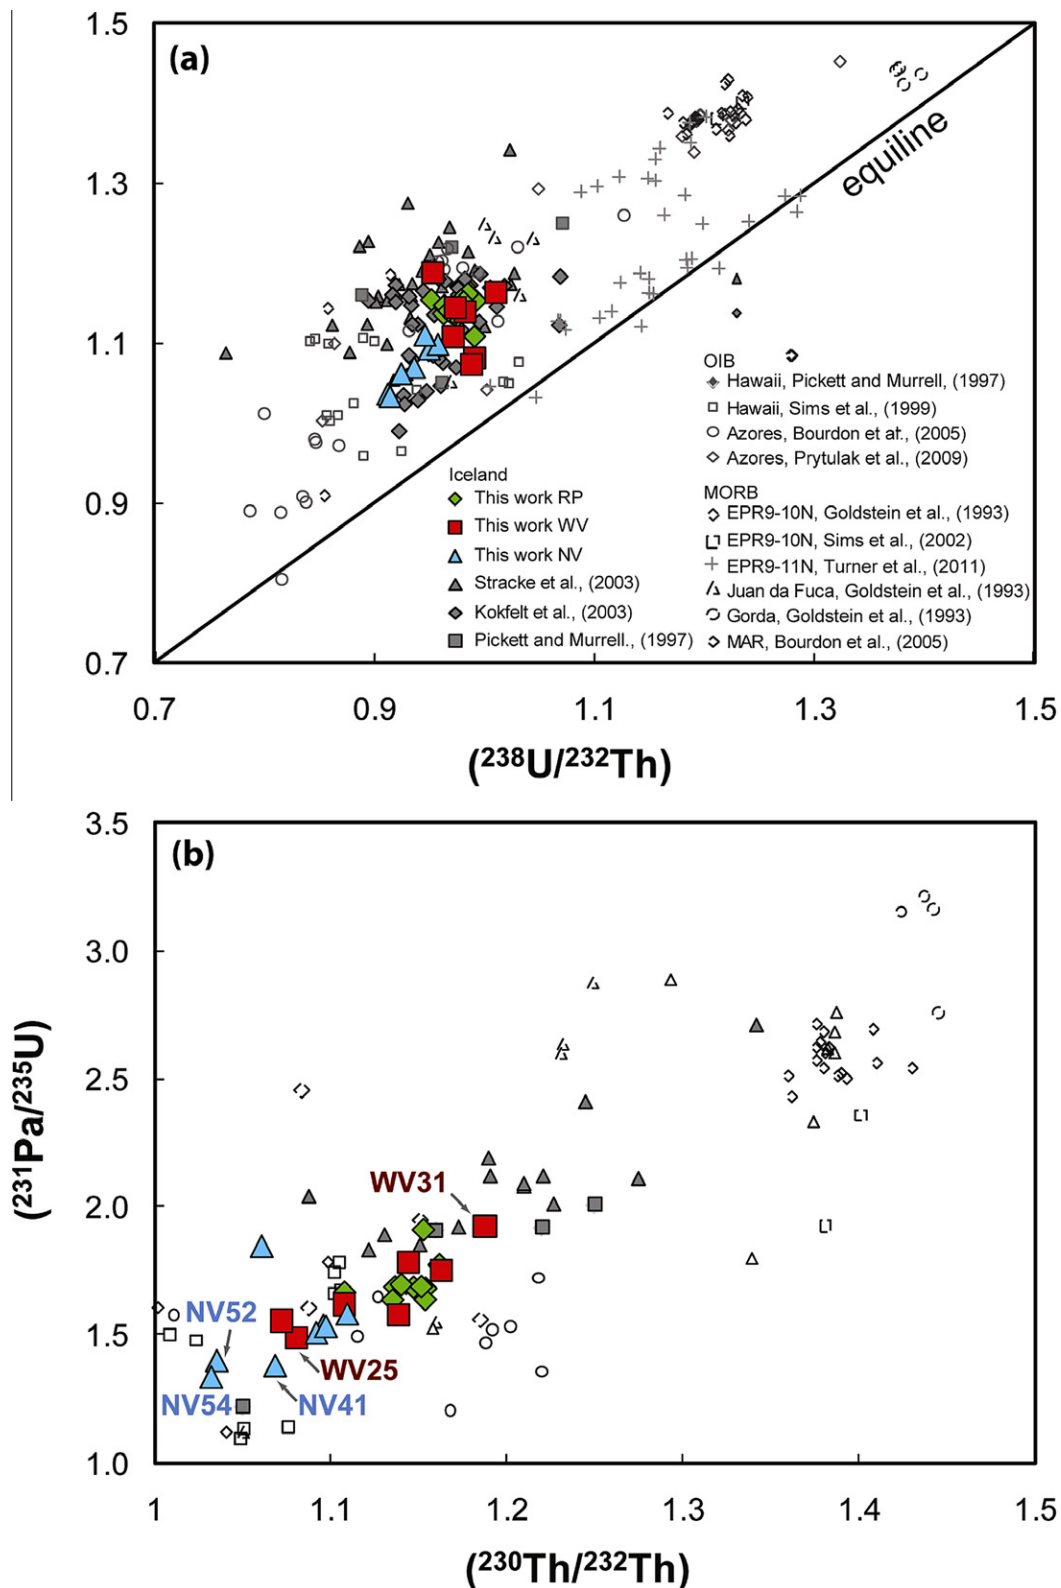 (a)
1.5
1.3
1.1
0.9
0.7
equiline
OIB
Hawaii, Pickett and Murrell, (1997)
Hawaii, Sims et al., (1999)
Azores, Bourdon et at., (2005)
Azores, Prytulak et al., (2009)
MORB
EPR9-10N, Goldstein et al., (1993)
EPR9-10N, Sims et al., (2002)
EPR9-11N, Turner et al., (2011)
Juan da Fuca, Goldstein et al., (1993)
Gorda, Goldstein et al., (1993)
MAR, Bourdon et al., (2005)
Iceland
This work RP
This work WV
This work NV
Stracke et al., (2003)
Kokfelt et al., (2003)
Pickett and Murrell., (1997)
0.7 0.9 1.1 1.3 1.5
(²³⁸U/²³²Th)
(b)
3.5
3.0
2.5
2.0
1.5
1.0
(²³¹Pa/²³⁵U)
WV31
NV52
WV25
NV54
NV41
1 1.1 1.2 1.3 1.4 1.5
(²³⁰Th/²³²Th)